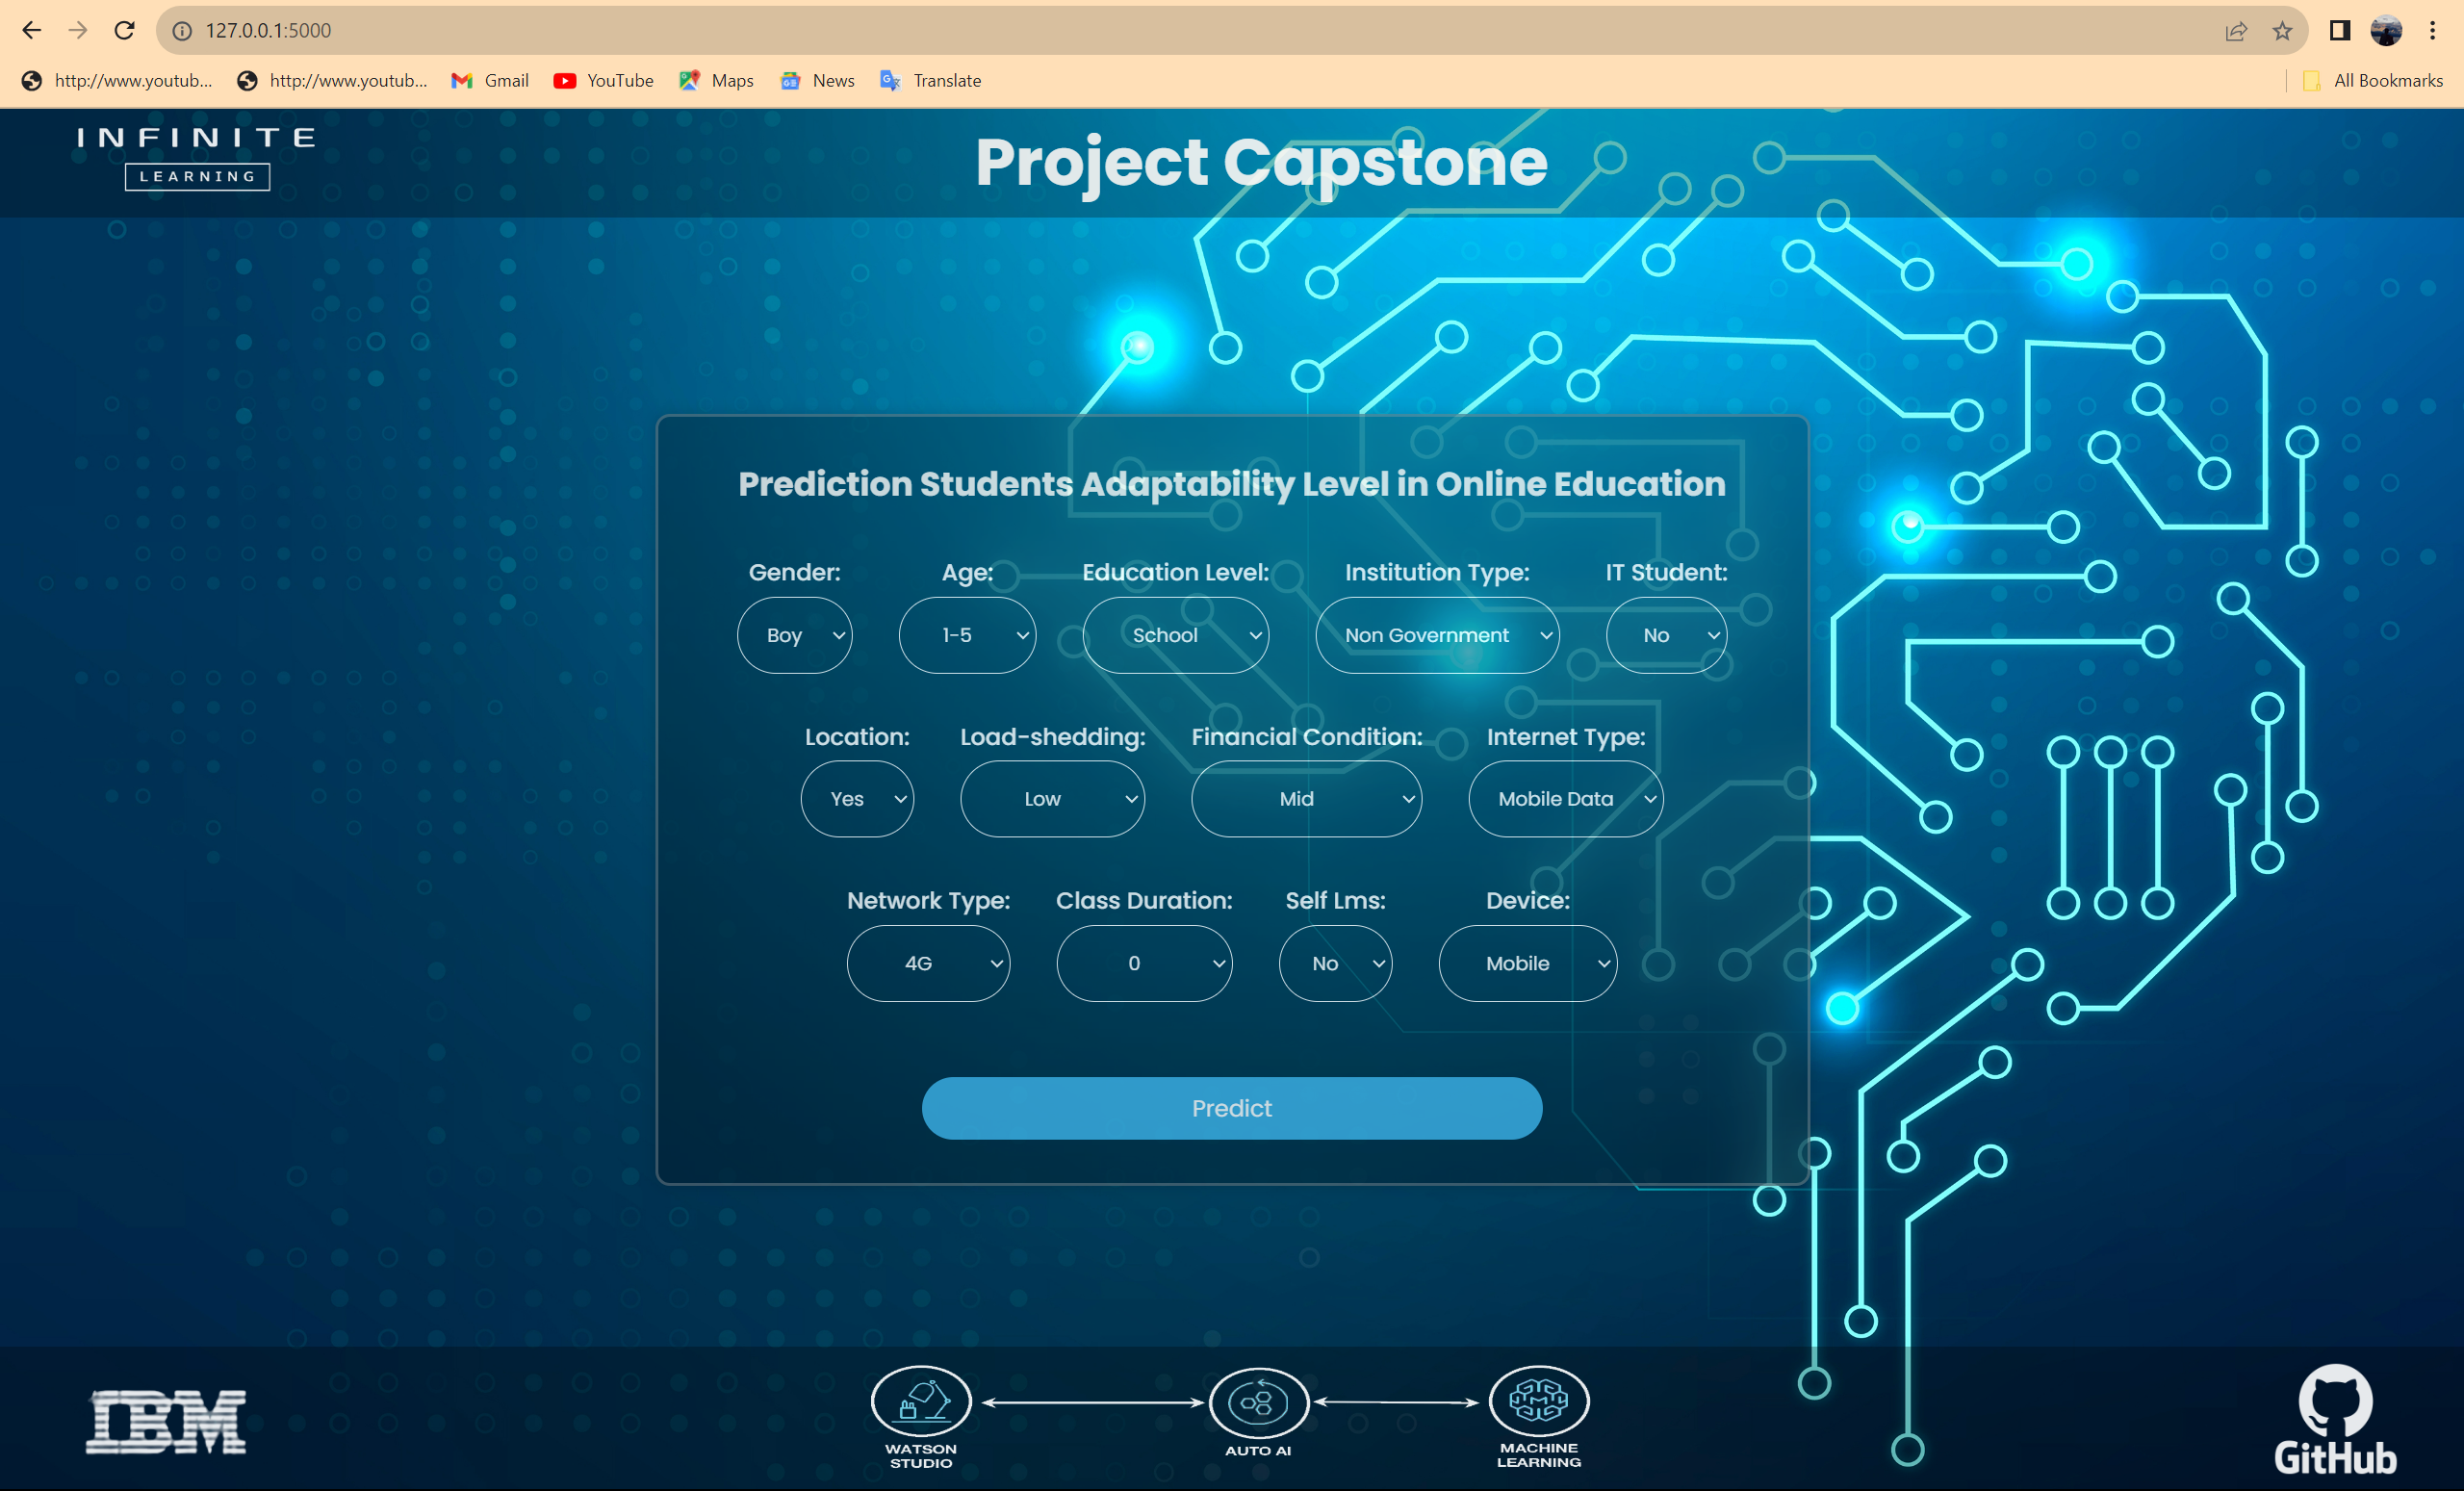 127.0.0.1:5000
http://www.youtub... http://www.youtub... Gmail YouTube Maps News Translate All Bookmarks
INFINITE
LEARNING
Project Capstone
Prediction Students Adaptability Level in Online Education
Gender: Age: Education Level: Institution Type: IT Student:
Boy 1-5 School Non Government No
Location: Load-shedding: Financial Condition: Internet Type:
Yes Low Mid Mobile Data
Network Type: Class Duration: Self Lms: Device:
4G 0 No Mobile
Predict
IBM
WATSON
STUDIO
AUTO AI
MACHINE
LEARNING
GitHub